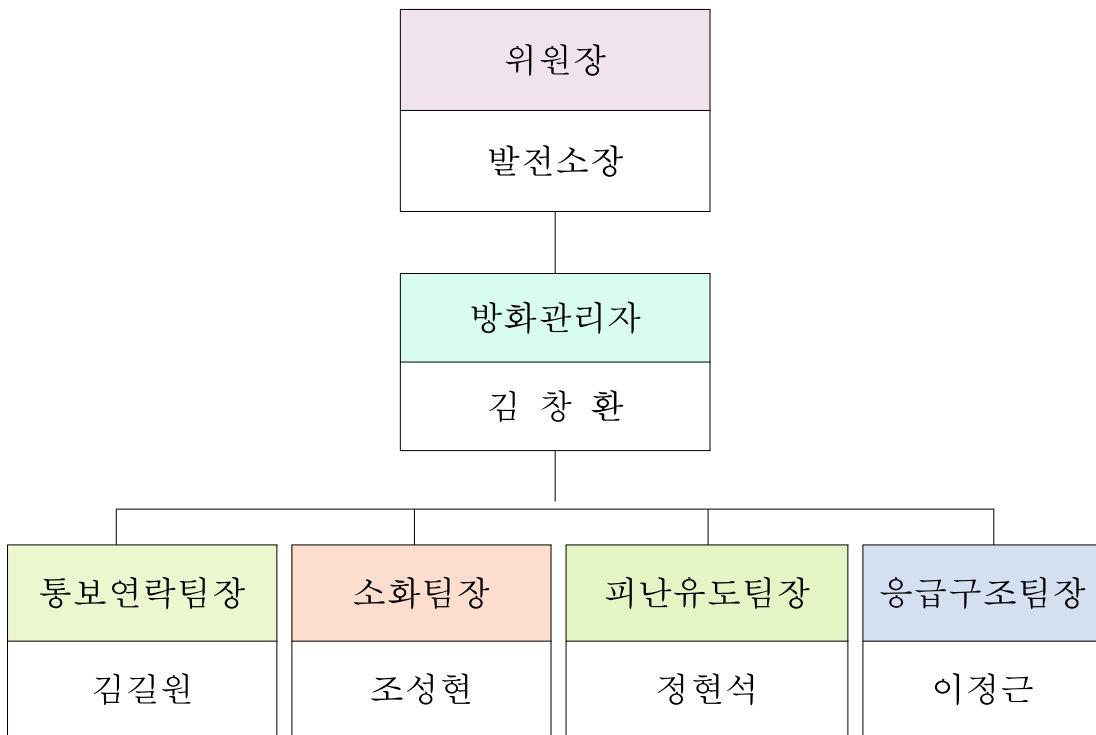 위원장
발전소장
방화관리자
김 창 환
통보연락팀장
소화팀장
피난유도팀장
응급구조팀장
김길원
조성현
정현석
이정근